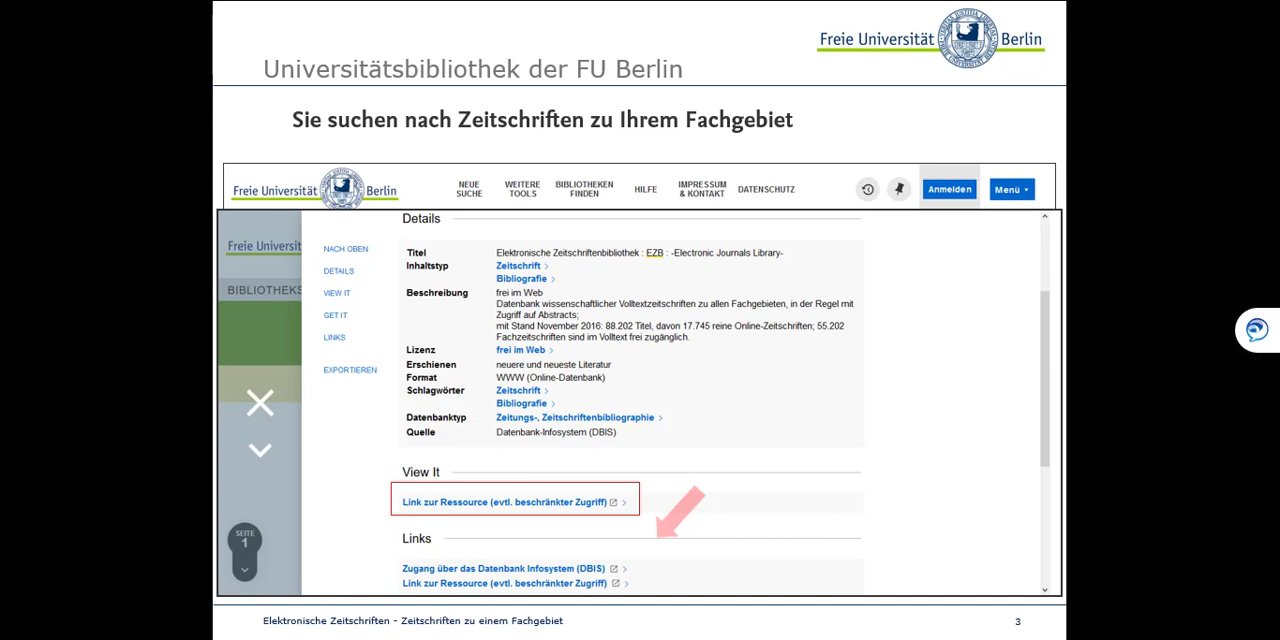 Freie Universität Berlin
Universitätsbibliothek der FU Berlin
Sie suchen nach Zeitschriften zu Ihrem Fachgebiet
Freie Universität Berlin
NEUE SUCHE
WEITERE TOOLS
BIBLIOTHEKEN FINDEN
HILFE
IMPRESSUM & KONTAKT
DATENSCHUTZ
Anmelden
Menü
Freie Universit
BIBLIOTHEKS
NACH OBEN
DETAILS
VIEW IT
GET IT
LINKS
EXPORTIEREN
SEITE
1
Details
Titel Elektronische Zeitschriftenbibliothek : EZB : -Electronic Journals Library-
Inhaltstyp Zeitschrift
Bibliografie
Beschreibung frei im Web
Datenbank wissenschaftlicher Volltextzeitschriften zu allen Fachgebieten, in der Regel mit
Zugriff auf Abstracts;
mit Stand November 2016: 88.202 Titel, davon 17.745 reine Online-Zeitschriften; 55.202
Fachzeitschriften sind im Volltext frei zugänglich.
Lizenz frei im Web
Erschienen neuere und neueste Literatur
Format WWW (Online-Datenbank)
Schlagwörter Zeitschrift
Bibliografie
Datenbanktyp Zeitungs-, Zeitschriftenbibliographie
Quelle Datenbank-Infosystem (DBIS)
View It
Link zur Ressource (evtl. beschränkter Zugriff)
Links
Zugang über das Datenbank Infosystem (DBIS)
Link zur Ressource (evtl. beschränkter Zugriff)
Elektronische Zeitschriften - Zeitschriften zu einem Fachgebiet
3